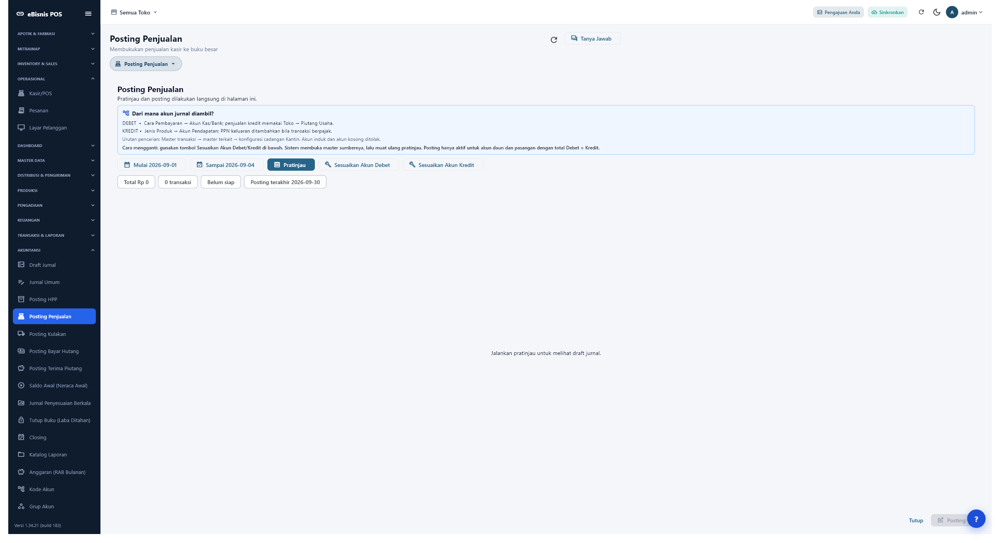 eBisnis POS
APOTIK & FARMASI
MITRAINAP
INVENTORY & SALES
OPERASIONAL
Kasir/POS
Pesanan
Layar Pelanggan
DASHBOARD
MASTER DATA
DISTRIBUSI & PENGIRIMAN
PRODUKSI
PENGADAAN
KEUANGAN
TRANSAKSI & LAPORAN
AKUNTANSI
Draft Jurnal
Jurnal Umum
Posting HPP
Posting Penjualan
Posting Kulakan
Posting Bayar Hutang
Posting Terima Piutang
Saldo Awal (Neraca Awal)
Jurnal Penyesuaian Berkala
Tutup Buku (Laba Ditahan)
Closing
Katalog Laporan
Anggaran (RAB Bulanan)
Kode Akun
Grup Akun
Versi 1.34.21 (build 183)
Semua Toko
Pengajuan Anda
Sinkronkan
A
admin
Posting Penjualan
Membukukan penjualan kasir ke buku besar
Tanya Jawab
Posting Penjualan
Posting Penjualan
Pratinjau dan posting dilakukan langsung di halaman ini.
Dari mana akun jurnal diambil?
DEBET • Cara Pembayaran → Akun Kas/Bank; penjualan kredit memakai Toko → Piutang Usaha.
KREDIT • Jenis Produk → Akun Pendapatan; PPN keluaran ditambahkan bila transaksi berpajak.
Urutan pencarian: Master transaksi → master terkait → konfigurasi cadangan Kantin. Akun induk dan akun kosong ditolak.
Cara mengganti: gunakan tombol Sesuaikan Akun Debet/Kredit di bawah. Sistem membuka master sumbernya, lalu muat ulang pratinjau. Posting hanya aktif untuk akun daun dan pasangan dengan total Debet = Kredit.
Mulai 2026-09-01
Sampai 2026-09-04
Pratinjau
Sesuaikan Akun Debet
Sesuaikan Akun Kredit
Total Rp 0
0 transaksi
Belum siap
Posting terakhir 2026-09-30
Jalankan pratinjau untuk melihat draft jurnal.
Tutup
Posting
?